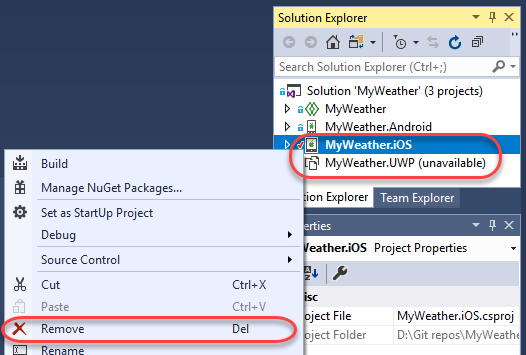 Solution Explorer
Search Solution Explorer (Ctrl+;)
Solution 'MyWeather' (3 projects)
MyWeather
MyWeather.Android
MyWeather.iOS
MyWeather.UWP (unavailable)
tion Explorer Team Explorer
Build
Manage NuGet Packages...
Set as StartUp Project
Debug
Source Control
Cut Ctrl+X
Paste Ctrl+V
Remove Del
Rename
erties
Weather.iOS Project Properties
isc
roject File MyWeather.iOS.csproj
roject Folder D:\Git repos\MyWeathe